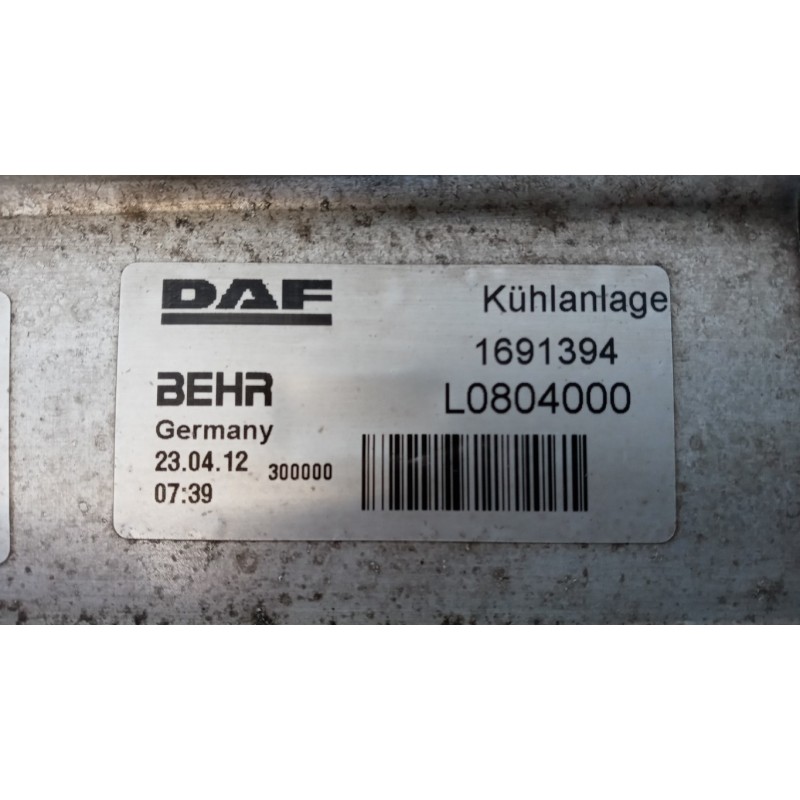 DAF
Kühlanlage
1691394
BEHR
L0804000
Germany
23.04.12
300000
07:39